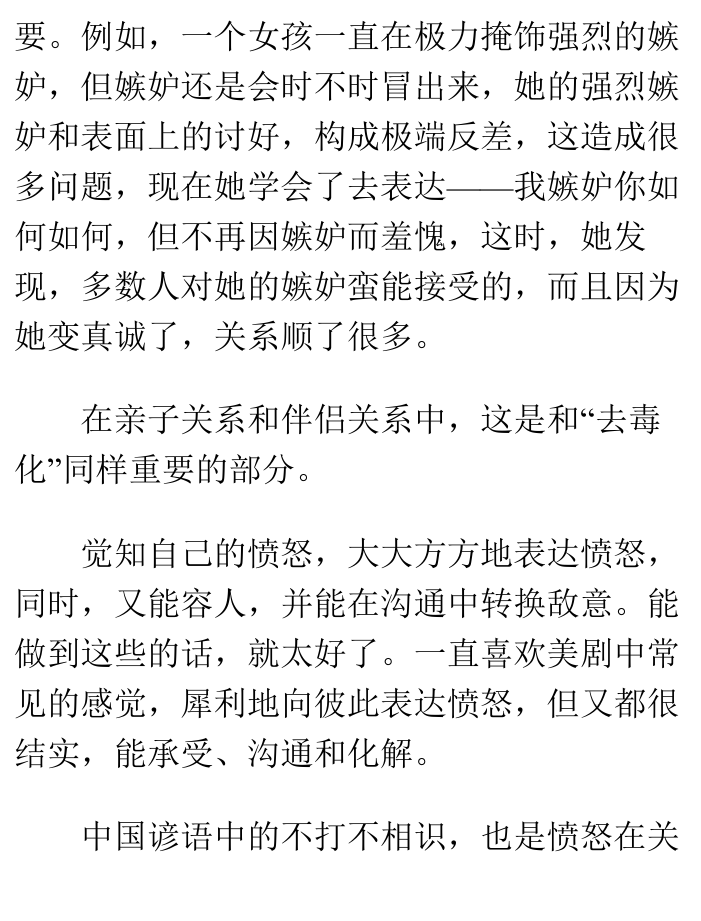 要。例如，一个女孩一直在极力掩饰强烈的嫉
妒，但嫉妒还是会时不时冒出来，她的强烈嫉
妒和表面上的讨好，构成极端反差，这造成很
多问题，现在她学会了去表达——我嫉妒你如
何如何，但不再因嫉妒而羞愧，这时，她发
现，多数人对她的嫉妒蛮能接受的，而且因为
她变真诚了，关系顺了很多。
在亲子关系和伴侣关系中，这是和“去毒
化”同样重要的部分。
觉知自己的愤怒，大大方方地表达愤怒，
同时，又能容人，并能在沟通中转换敌意。能
做到这些的话，就太好了。一直喜欢美剧中常
见的感觉，犀利地向彼此表达愤怒，但又都很
结实，能承受、沟通和化解。
中国谚语中的不打不相识，也是愤怒在关